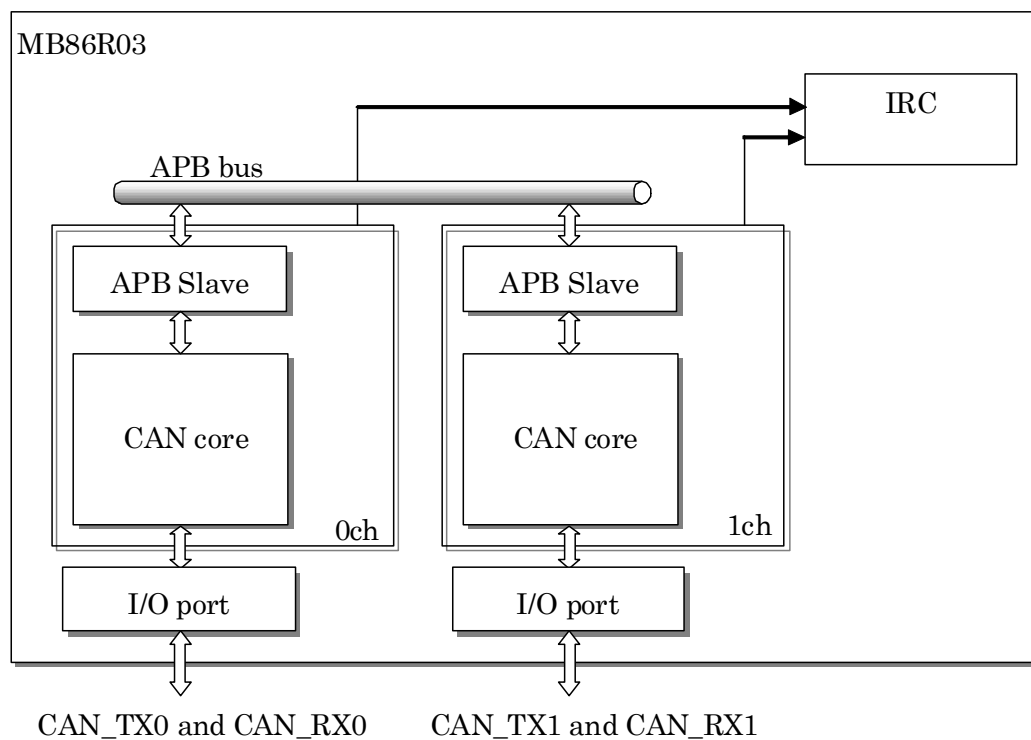 MB86R03
IRC
APB bus
APB Slave
APB Slave
CAN core
CAN core
0ch
1ch
I/O port
I/O port
CAN_TX0 and CAN_RX0
CAN_TX1 and CAN_RX1